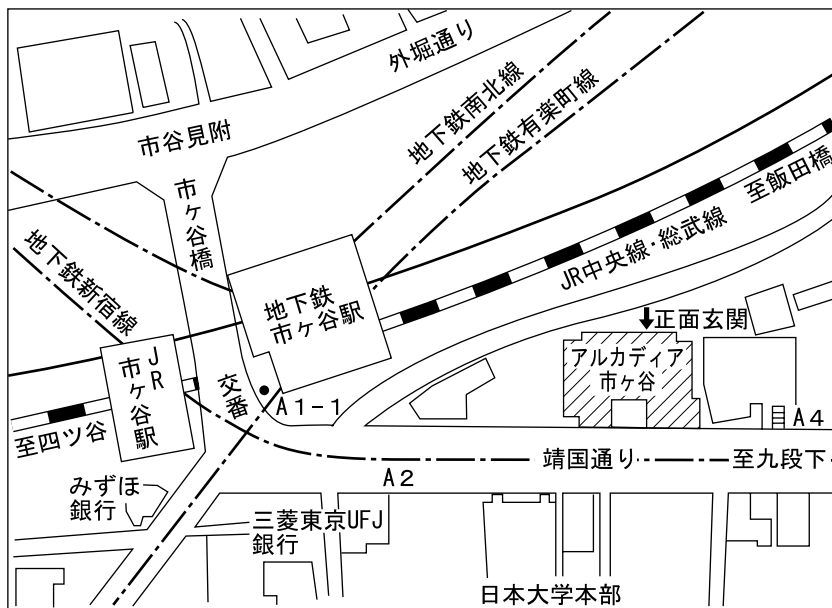 外堀通り
市谷見附
地下鉄南北線
地下鉄有楽町線
至飯田橋
市ヶ谷橋
JR中央線・総武線
地下鉄新宿線
地下鉄
市ヶ谷駅
正面玄関
アルカディア
市ヶ谷
JR
市ヶ谷駅
交番
A1-1
A4
至四ツ谷
靖国通り
至九段下
A2
みずほ
銀行
三菱東京UFJ
銀行
日本大学本部